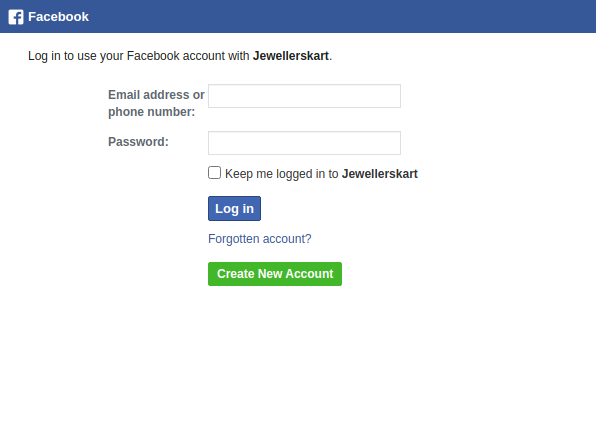 Facebook
Log in to use your Facebook account with Jewellerskart.
Email address or
phone number:
Password:
Keep me logged in to Jewellerskart
Log in
Forgotten account?
Create New Account